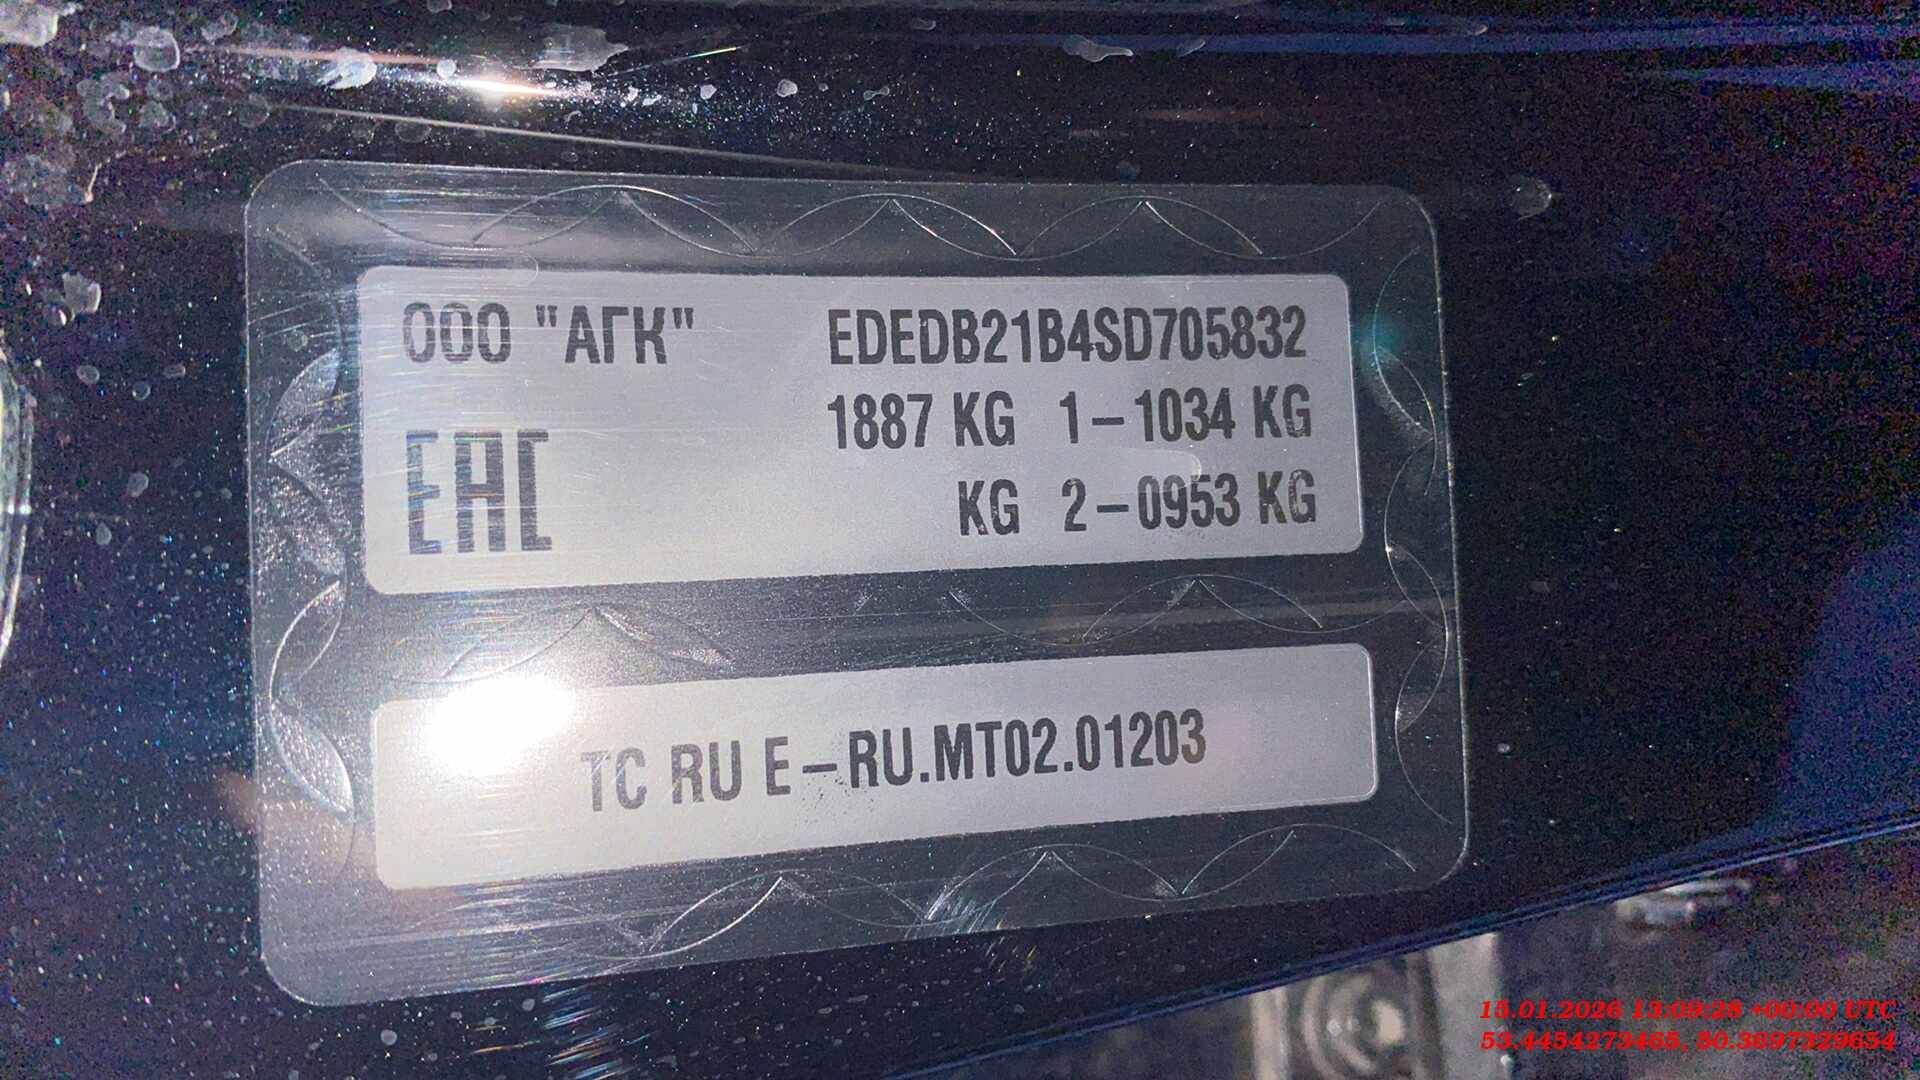 ООО "АГК" EDEDB21B4SD705832
1887 KG 1-1034 KG
EAC
KG 2-0953 KG
TC RU E-RU.MT02.01203
15.01.2026 13:09:28 +00:00 UTC
53.4454273465, 50.3697329654